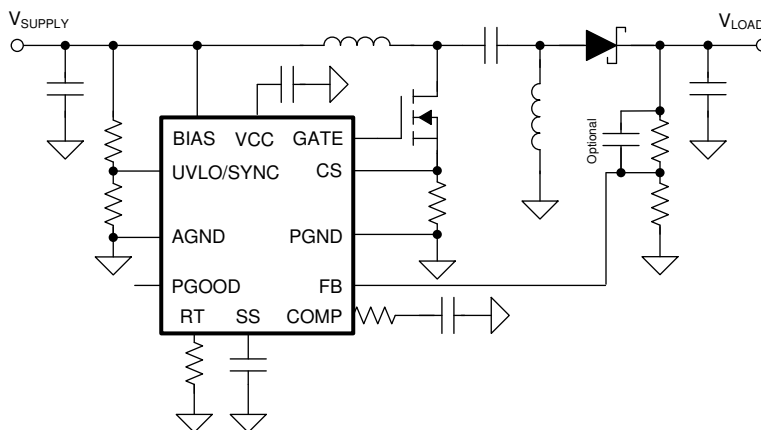 VSUPPLY
VLOAD
BIAS
VCC
GATE
Optional
UVLO/SYNC
CS
AGND
PGND
PGOOD
FB
RT
SS
COMP